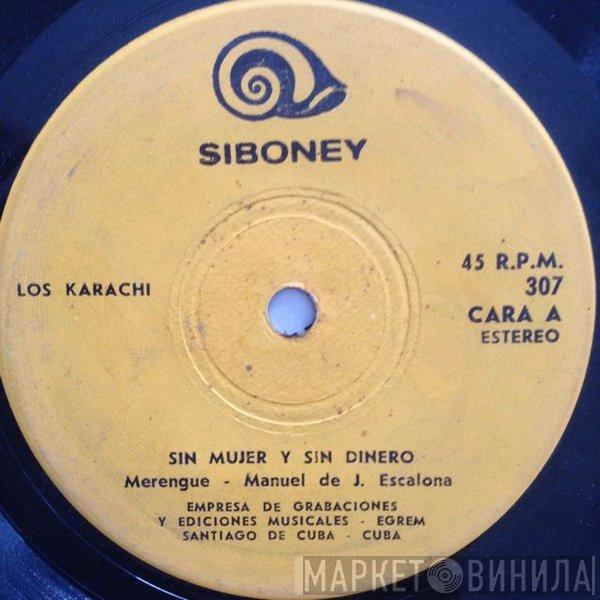 SIBONEY
LOS KARACHI
45 R.P.M.
307
CARA A
ESTEREO
SIN MUJER Y SIN DINERO
Merengue - Manuel de J. Escalona
EMPRESA DE GRABACIONES
Y EDICIONES MUSICALES - EGREM
SANTIAGO DE CUBA - CUBA
МАРКЕТ ВИНИЛА